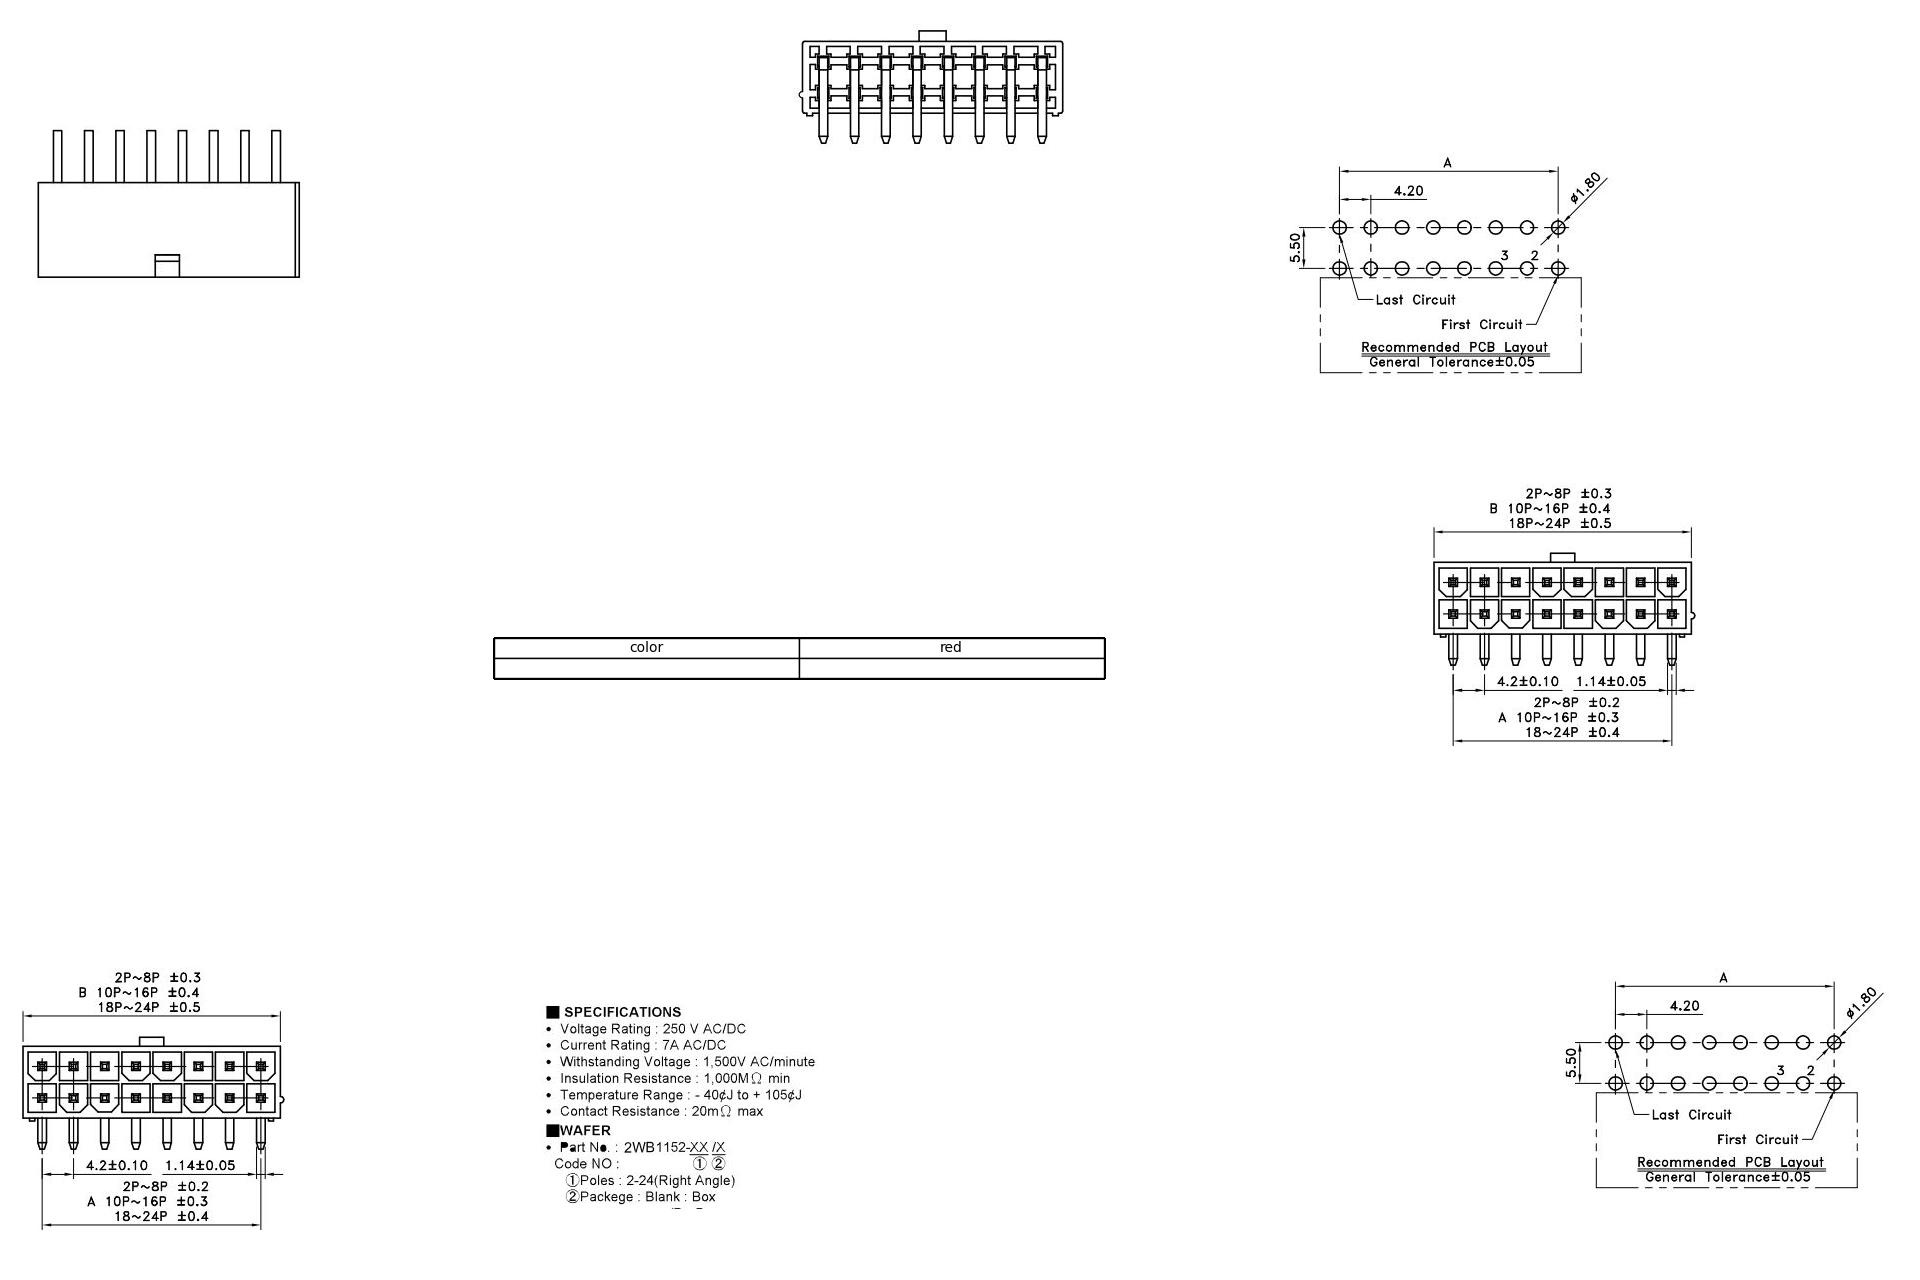 A
4.20
ø1.80
5.50
3 2
Last Circuit
First Circuit
Recommended PCB Layout
General Tolerance±0.05
2P~8P ±0.3
B 10P~16P ±0.4
18P~24P ±0.5
4.2±0.10 1.14±0.05
2P~8P ±0.2
A 10P~16P ±0.3
18~24P ±0.4
color red
2P~8P ±0.3
B 10P~16P ±0.4
18P~24P ±0.5
4.2±0.10 1.14±0.05
2P~8P ±0.2
A 10P~16P ±0.3
18~24P ±0.4
■ SPECIFICATIONS
• Voltage Rating : 250 V AC/DC
• Current Rating : 7A AC/DC
• Withstanding Voltage : 1,500V AC/minute
• Insulation Resistance : 1,000MΩ min
• Temperature Range : - 40¢J to + 105¢J
• Contact Resistance : 20mΩ max
■WAFER
• Part No. : 2WB1152-XX /X
Code NO : ① ②
①Poles : 2-24(Right Angle)
②Packege : Blank : Box
A
4.20
ø1.80
5.50
3 2
Last Circuit
First Circuit
Recommended PCB Layout
General Tolerance±0.05